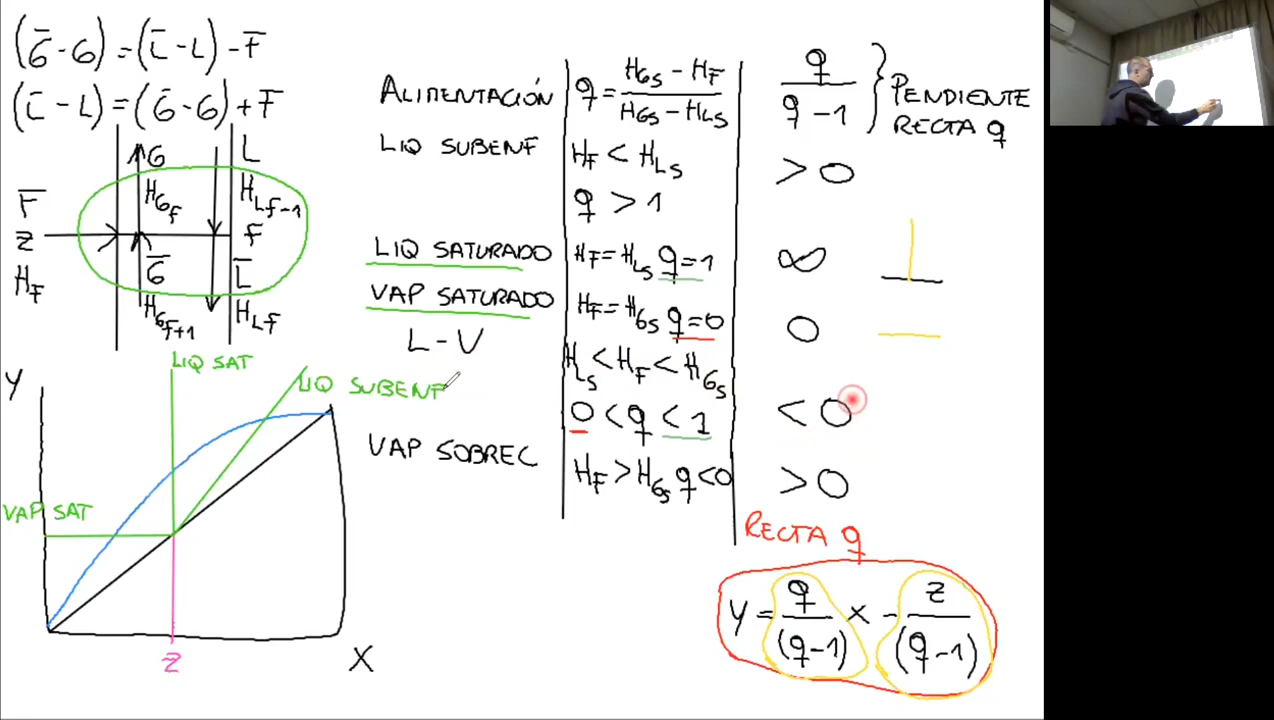 (G̅ - G) = (L̅ - L) - F̅
(L̅ - L) = (G̅ - G) + F̅
G L
H_Gf H_Lf-1
F̅
z f
H_F G̅ L̅
H_Gf+1 H_Lf
ALIMENTACIÓN q = (H_Gs - H_F) / (H_Gs - H_Ls) q / (q - 1) } PENDIENTE RECTA q
LIQ SUBENF H_F < H_Ls > 0
q > 1
LIQ SATURADO H_F = H_Ls q = 1 ∞
VAP SATURADO H_F = H_Gs q = 0 0
L - V H_Ls < H_F < H_Gs
0 < q < 1 < 0
VAP SOBREC H_F > H_Gs q < 0 > 0
Y
LIQ SAT
LIQ SUBENF
VAP SAT
z
X
RECTA q
Y = q / (q - 1) X - z / (q - 1)